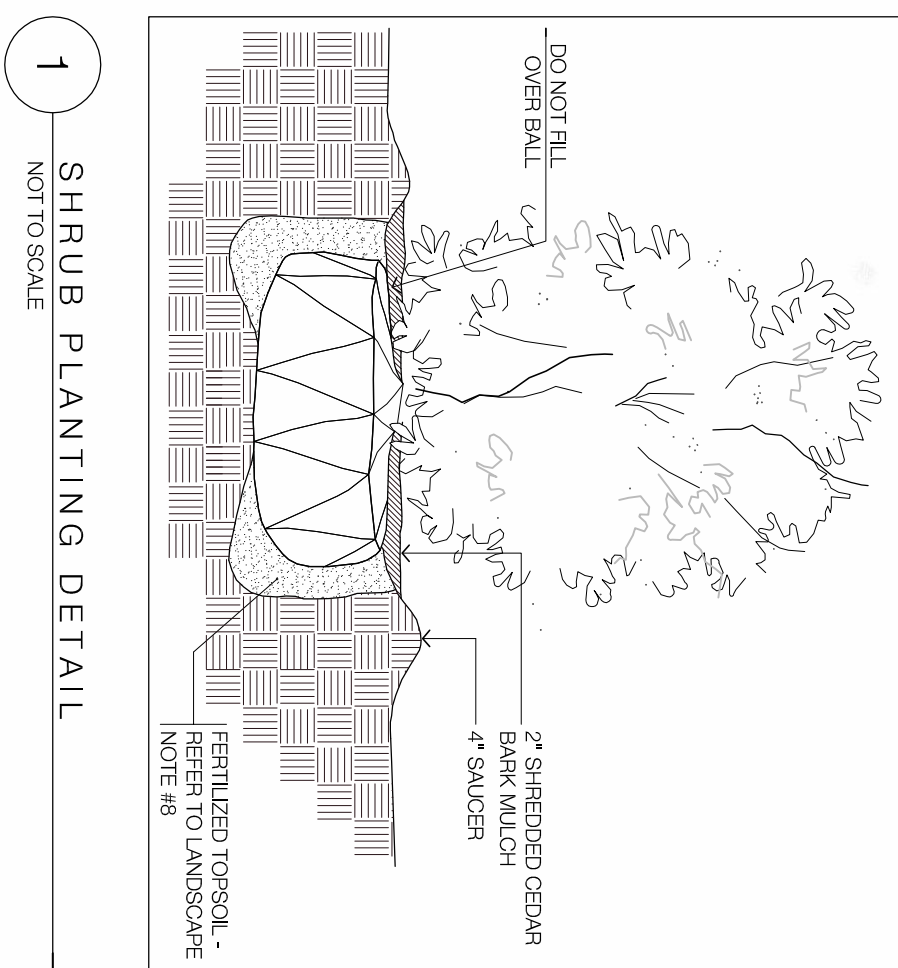 DO NOT FILL
OVER BALL
2" SHREDDED CEDAR
BARK MULCH
4" SAUCER
FERTILIZED TOPSOIL -
REFER TO LANDSCAPE
NOTE #8
1
SHRUB PLANTING DETAIL
NOT TO SCALE